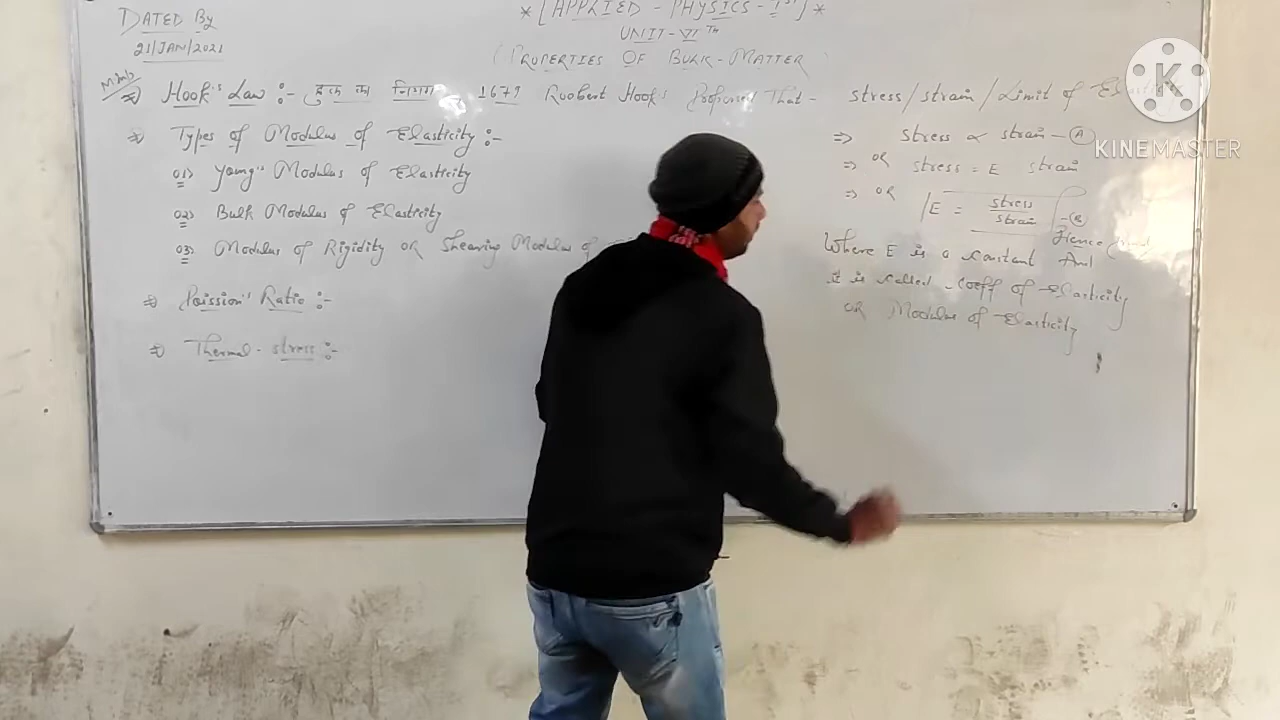 DATED By
21/JAN/2021
*[APPLIED - PHYSICS - Ist]*
UNIT-VI Th
(PROPERTIES OF BULK-MATTER)
M.Imb
*) Hook's Law :- हुक का नियम 1679 Roobert Hook's Proposed That - stress/strain/Limit of
*) Types of Modulus of Elasticity :-
01) Young's Modulus of Elasticity
02) Bulk Modulus of Elasticity
03) Modulus of Rigidity OR Shearing Modulus of
*) Poission's Ratio :-
*) Thermal-stress :-
=> stress ∝ strain - (A)
=> OR stress = E strain
=> OR E = stress/strain - (B)
Hence
Where E is a constant And
it is called coeff of Elasticity
OR Modulus of Elasticity
K
KINEMASTER